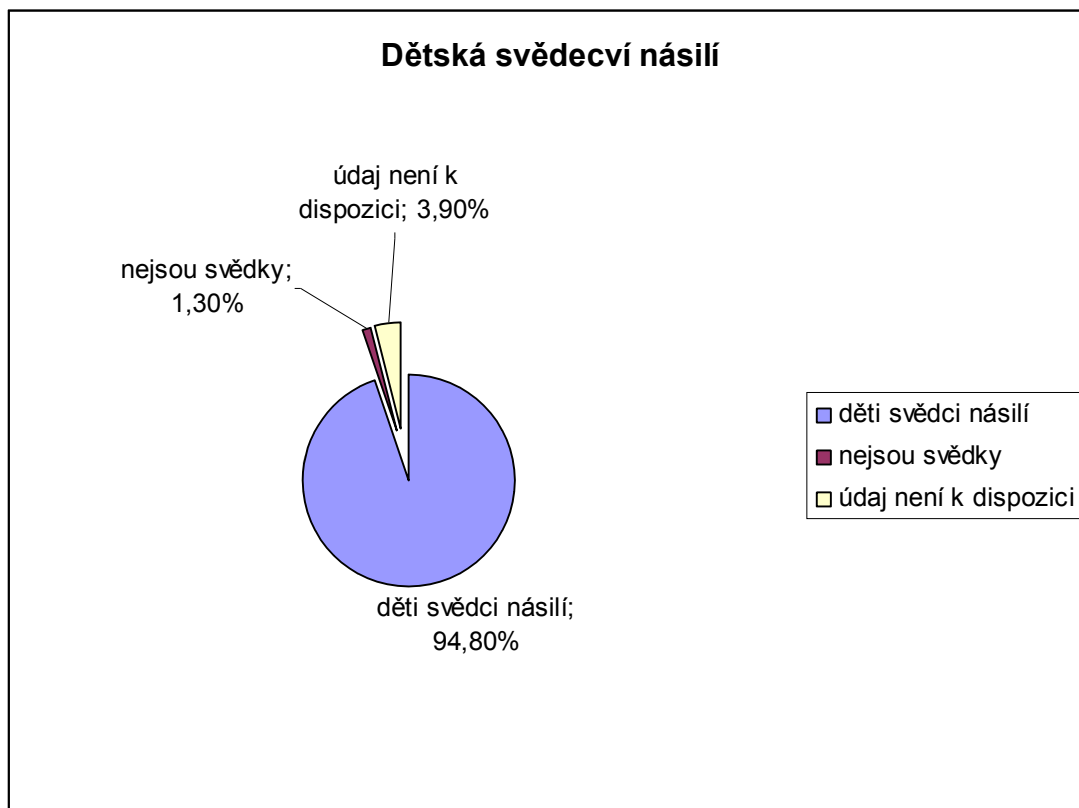 Dětská svědecví násilí
údaj není k
dispozici; 3,90%
nejsou svědky;
1,30%
děti svědci násilí;
94,80%
děti svědci násilí
nejsou svědky
údaj není k dispozici